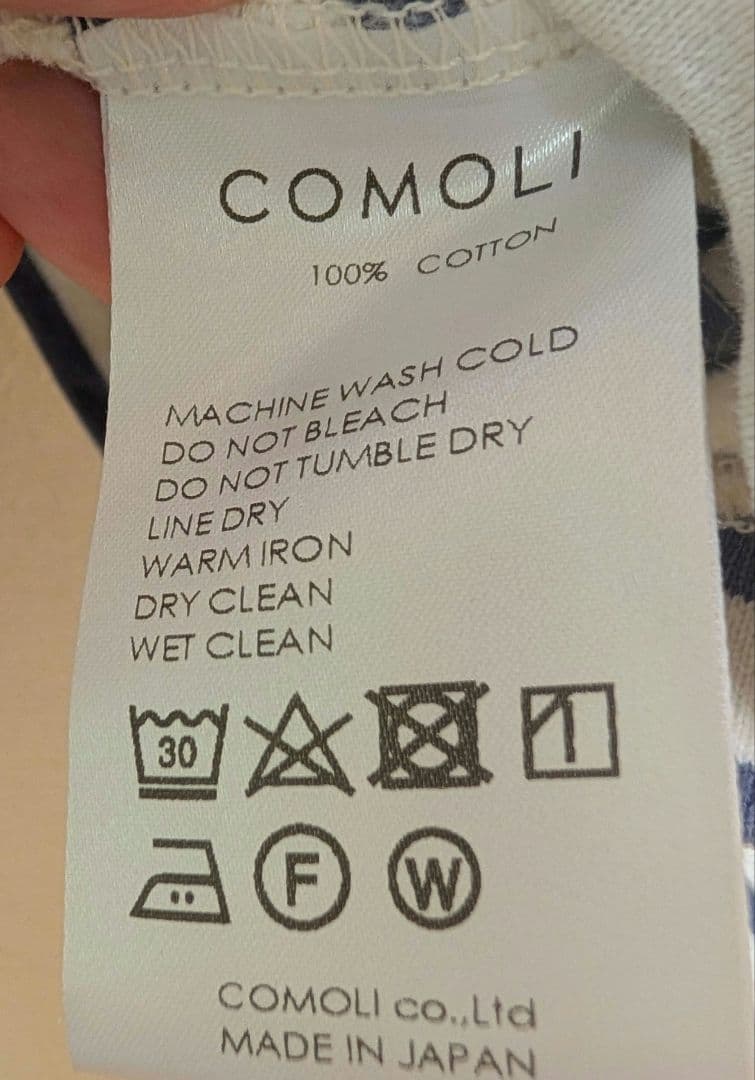 COMOLI
100% COTTON
MACHINE WASH COLD
DO NOT BLEACH
DO NOT TUMBLE DRY
LINE DRY
WARM IRON
DRY CLEAN
WET CLEAN
30
F W
COMOLI co.,Ltd
MADE IN JAPAN